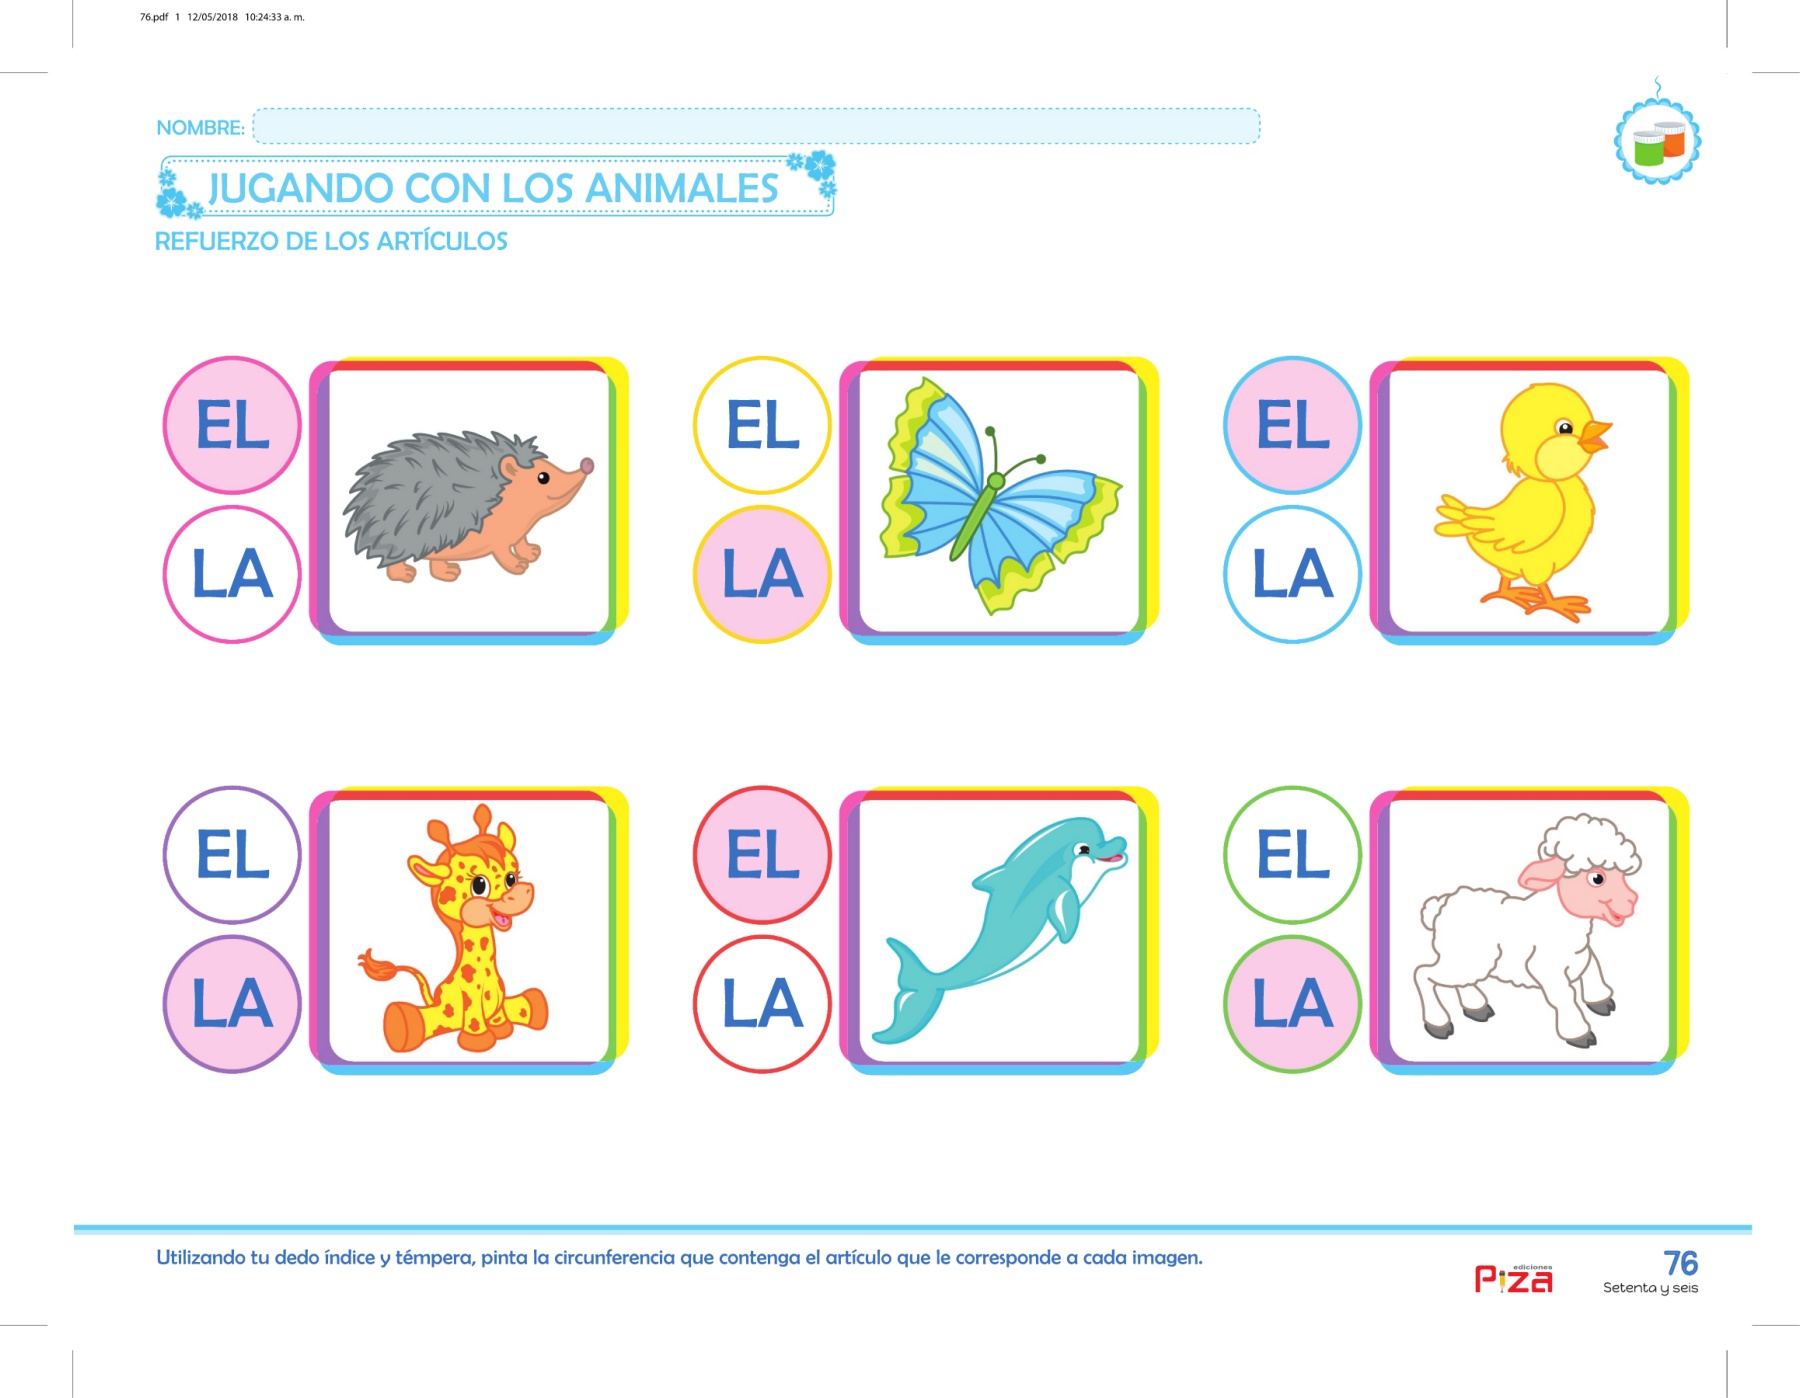 76.pdf 1 12/05/2018 10:24:33 a. m.
NOMBRE:
JUGANDO CON LOS ANIMALES
REFUERZO DE LOS ARTÍCULOS
EL
LA
EL
LA
EL
LA
EL
LA
EL
LA
EL
LA
Utilizando tu dedo índice y témpera, pinta la circunferencia que contenga el artículo que le corresponde a cada imagen.
ediciones
Piza
76
Setenta y seis